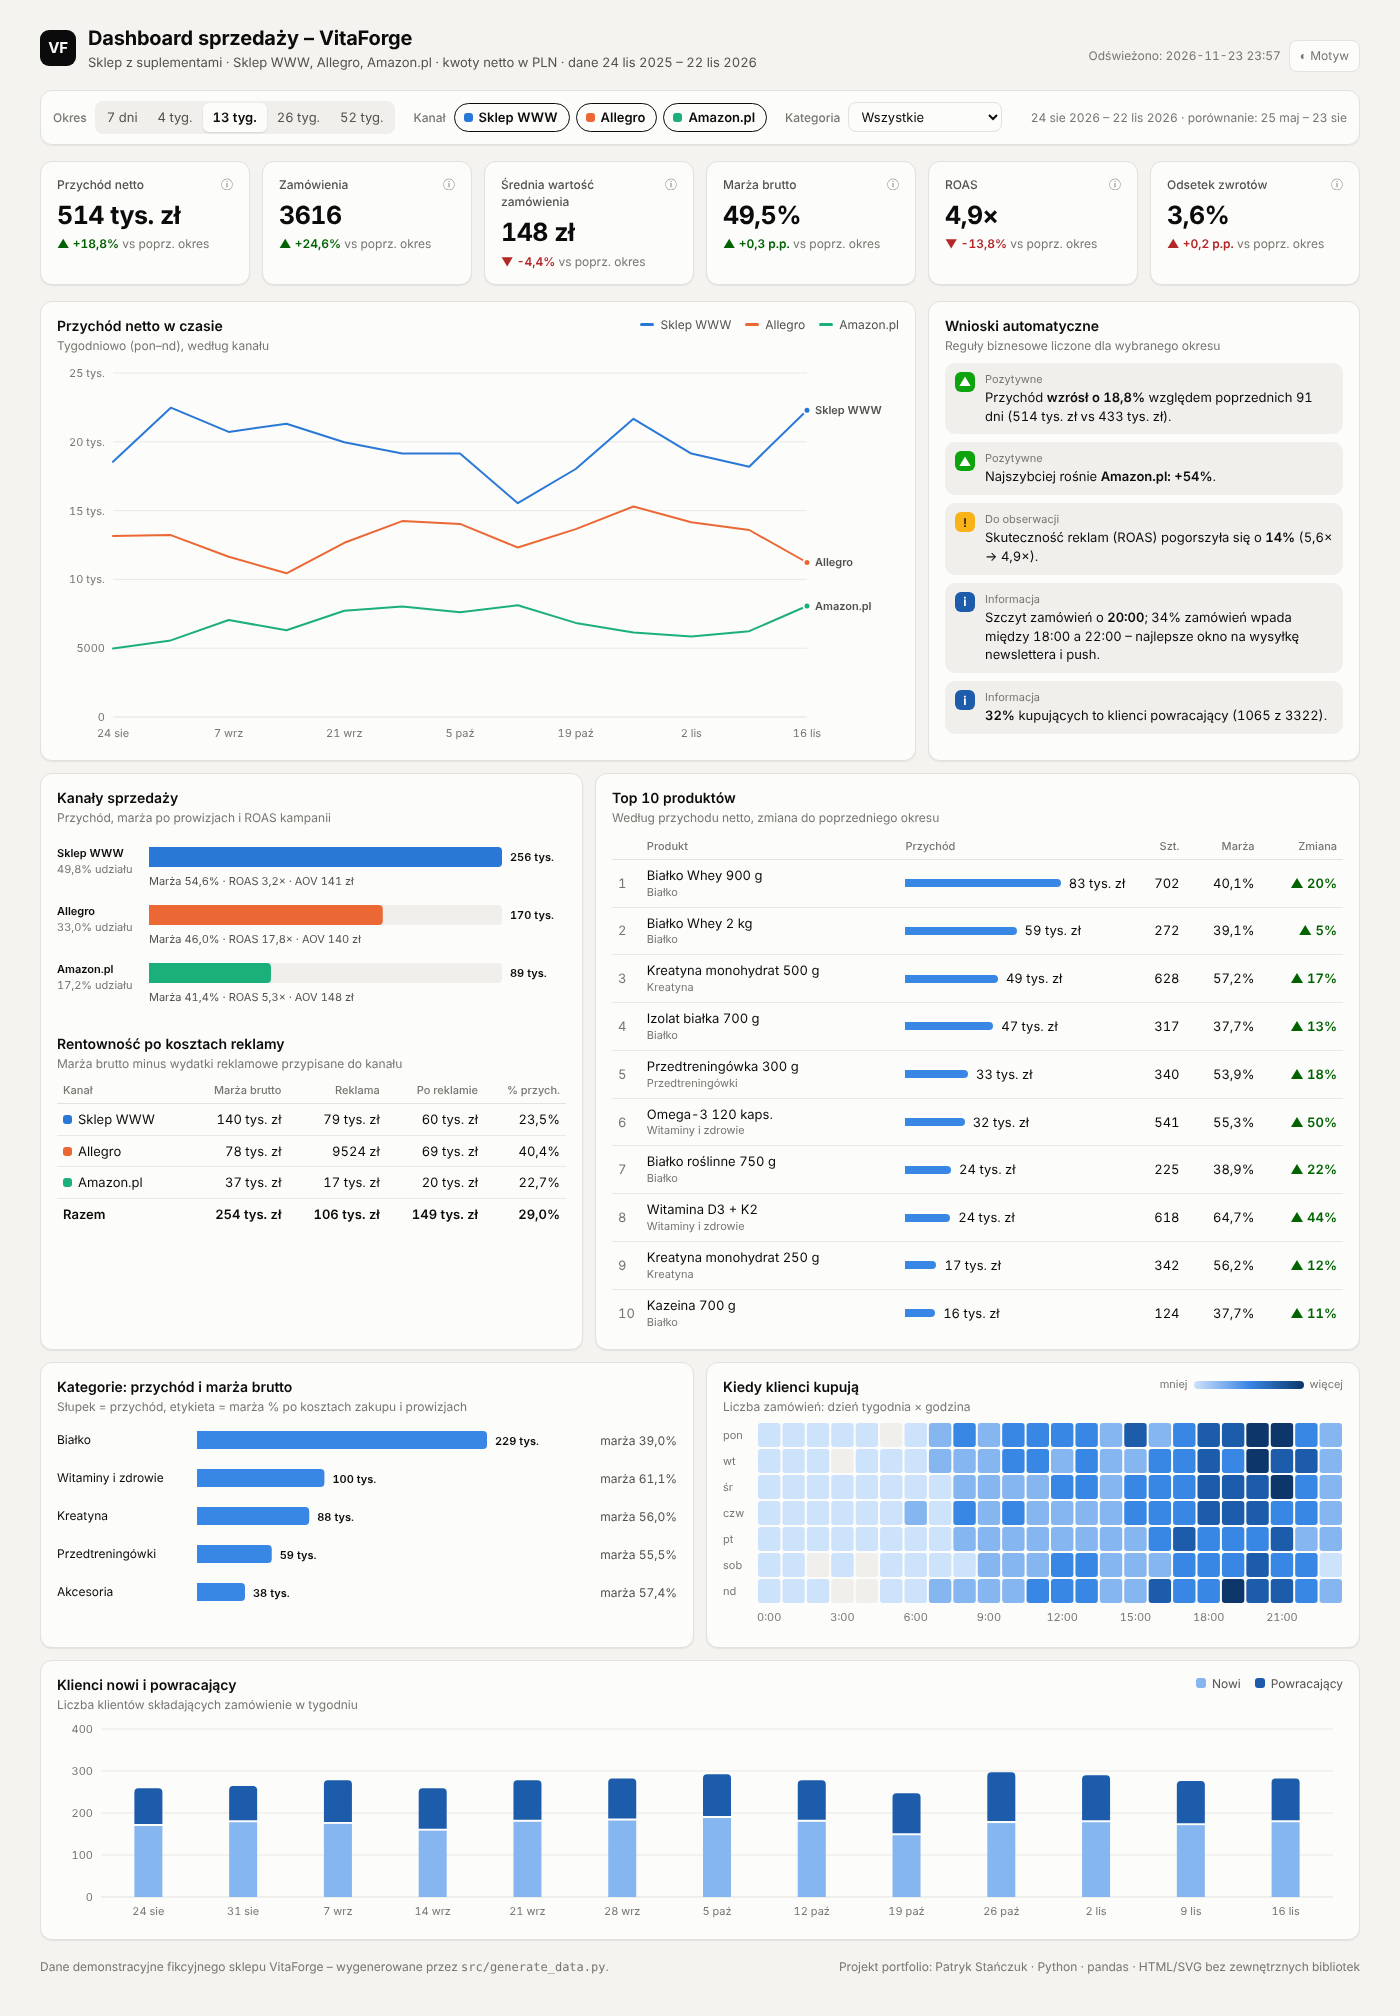 VF
Dashboard sprzedaży – VitaForge
Sklep z suplementami · Sklep WWW, Allegro, Amazon.pl · kwoty netto w PLN · dane 24 lis 2025 – 22 lis 2026
Odświeżono: 2026-11-23 23:57
Motyw
Okres 7 dni 4 tyg. 13 tyg. 26 tyg. 52 tyg. Kanał Sklep WWW Allegro Amazon.pl Kategoria Wszystkie 24 sie 2026 – 22 lis 2026 · porównanie: 25 maj – 23 sie
Przychód netto ⓘ
514 tys. zł
▲ +18,8% vs poprz. okres
Zamówienia ⓘ
3616
▲ +24,6% vs poprz. okres
Średnia wartość ⓘ
zamówienia
148 zł
▼ -4,4% vs poprz. okres
Marża brutto ⓘ
49,5%
▲ +0,3 p.p. vs poprz. okres
ROAS ⓘ
4,9×
▼ -13,8% vs poprz. okres
Odsetek zwrotów ⓘ
3,6%
▲ +0,2 p.p. vs poprz. okres
Przychód netto w czasie
Tygodniowo (pon–nd), według kanału
Sklep WWW Allegro Amazon.pl
25 tys.
20 tys.
15 tys.
10 tys.
5000
0
Sklep WWW
Allegro
Amazon.pl
24 sie 7 wrz 21 wrz 5 paź 19 paź 2 lis 16 lis
Wnioski automatyczne
Reguły biznesowe liczone dla wybranego okresu
▲ Pozytywne
Przychód wzrósł o 18,8% względem poprzednich 91
dni (514 tys. zł vs 433 tys. zł).
▲ Pozytywne
Najszybciej rośnie Amazon.pl: +54%.
! Do obserwacji
Skuteczność reklam (ROAS) pogorszyła się o 14% (5,6×
→ 4,9×).
i Informacja
Szczyt zamówień o 20:00; 34% zamówień wpada
między 18:00 a 22:00 – najlepsze okno na wysyłkę
newslettera i push.
i Informacja
32% kupujących to klienci powracający (1065 z 3322).
Kanały sprzedaży
Przychód, marża po prowizjach i ROAS kampanii
Sklep WWW
49,8% udziału
256 tys.
Marża 54,6% · ROAS 3,2× · AOV 141 zł
Allegro
33,0% udziału
170 tys.
Marża 46,0% · ROAS 17,8× · AOV 140 zł
Amazon.pl
17,2% udziału
89 tys.
Marża 41,4% · ROAS 5,3× · AOV 148 zł
Rentowność po kosztach reklamy
Marża brutto minus wydatki reklamowe przypisane do kanału
Kanał Marża brutto Reklama Po reklamie % przych.
Sklep WWW 140 tys. zł 79 tys. zł 60 tys. zł 23,5%
Allegro 78 tys. zł 9524 zł 69 tys. zł 40,4%
Amazon.pl 37 tys. zł 17 tys. zł 20 tys. zł 22,7%
Razem 254 tys. zł 106 tys. zł 149 tys. zł 29,0%
Top 10 produktów
Według przychodu netto, zmiana do poprzedniego okresu
Produkt Przychód Szt. Marża Zmiana
1 Białko Whey 900 g 83 tys. zł 702 40,1% ▲ 20%
Białko
2 Białko Whey 2 kg 59 tys. zł 272 39,1% ▲ 5%
Białko
3 Kreatyna monohydrat 500 g 49 tys. zł 628 57,2% ▲ 17%
Kreatyna
4 Izolat białka 700 g 47 tys. zł 317 37,7% ▲ 13%
Białko
5 Przedtreningówka 300 g 33 tys. zł 340 53,9% ▲ 18%
Przedtreningówki
6 Omega-3 120 kaps. 32 tys. zł 541 55,3% ▲ 50%
Witaminy i zdrowie
7 Białko roślinne 750 g 24 tys. zł 225 38,9% ▲ 22%
Białko
8 Witamina D3 + K2 24 tys. zł 618 64,7% ▲ 44%
Witaminy i zdrowie
9 Kreatyna monohydrat 250 g 17 tys. zł 342 56,2% ▲ 12%
Kreatyna
10 Kazeina 700 g 16 tys. zł 124 37,7% ▲ 11%
Białko
Kategorie: przychód i marża brutto
Słupek = przychód, etykieta = marża % po kosztach zakupu i prowizjach
Białko 229 tys. marża 39,0%
Witaminy i zdrowie 100 tys. marża 61,1%
Kreatyna 88 tys. marża 56,0%
Przedtreningówki 59 tys. marża 55,5%
Akcesoria 38 tys. marża 57,4%
Kiedy klienci kupują
Liczba zamówień: dzień tygodnia × godzina
mniej więcej
pon
wt
śr
czw
pt
sob
nd
0:00 3:00 6:00 9:00 12:00 15:00 18:00 21:00
Klienci nowi i powracający
Liczba klientów składających zamówienie w tygodniu
Nowi Powracający
400
300
200
100
0
24 sie 31 sie 7 wrz 14 wrz 21 wrz 28 wrz 5 paź 12 paź 19 paź 26 paź 2 lis 9 lis 16 lis
Dane demonstracyjne fikcyjnego sklepu VitaForge – wygenerowane przez src/generate_data.py.
Projekt portfolio: Patryk Stańczuk · Python · pandas · HTML/SVG bez zewnętrznych bibliotek